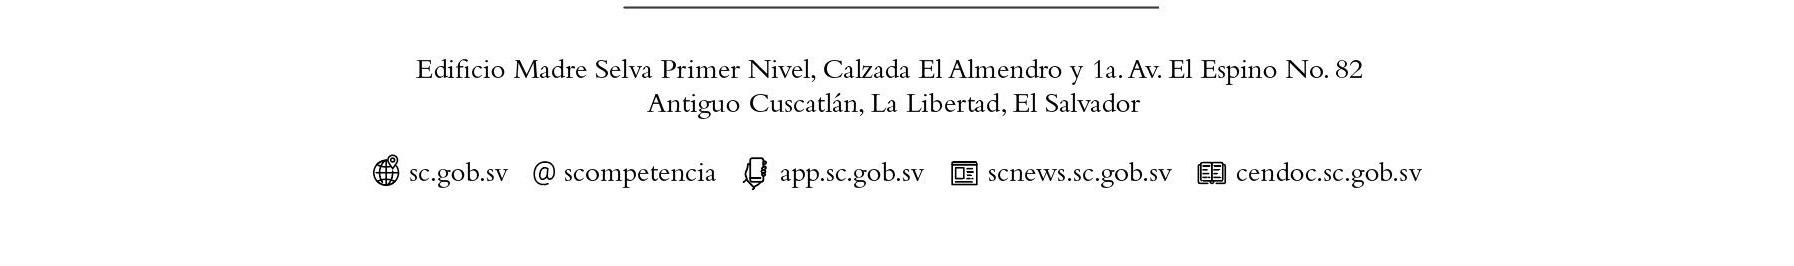 Edificio Madre Selva Primer Nivel, Calzada El Almendro y 1a. Av. El Espino No. 82
Antiguo Cuscatlán, La Libertad, El Salvador
sc.gob.sv @ scompetencia app.sc.gob.sv scnews.sc.gob.sv cendoc.sc.gob.sv